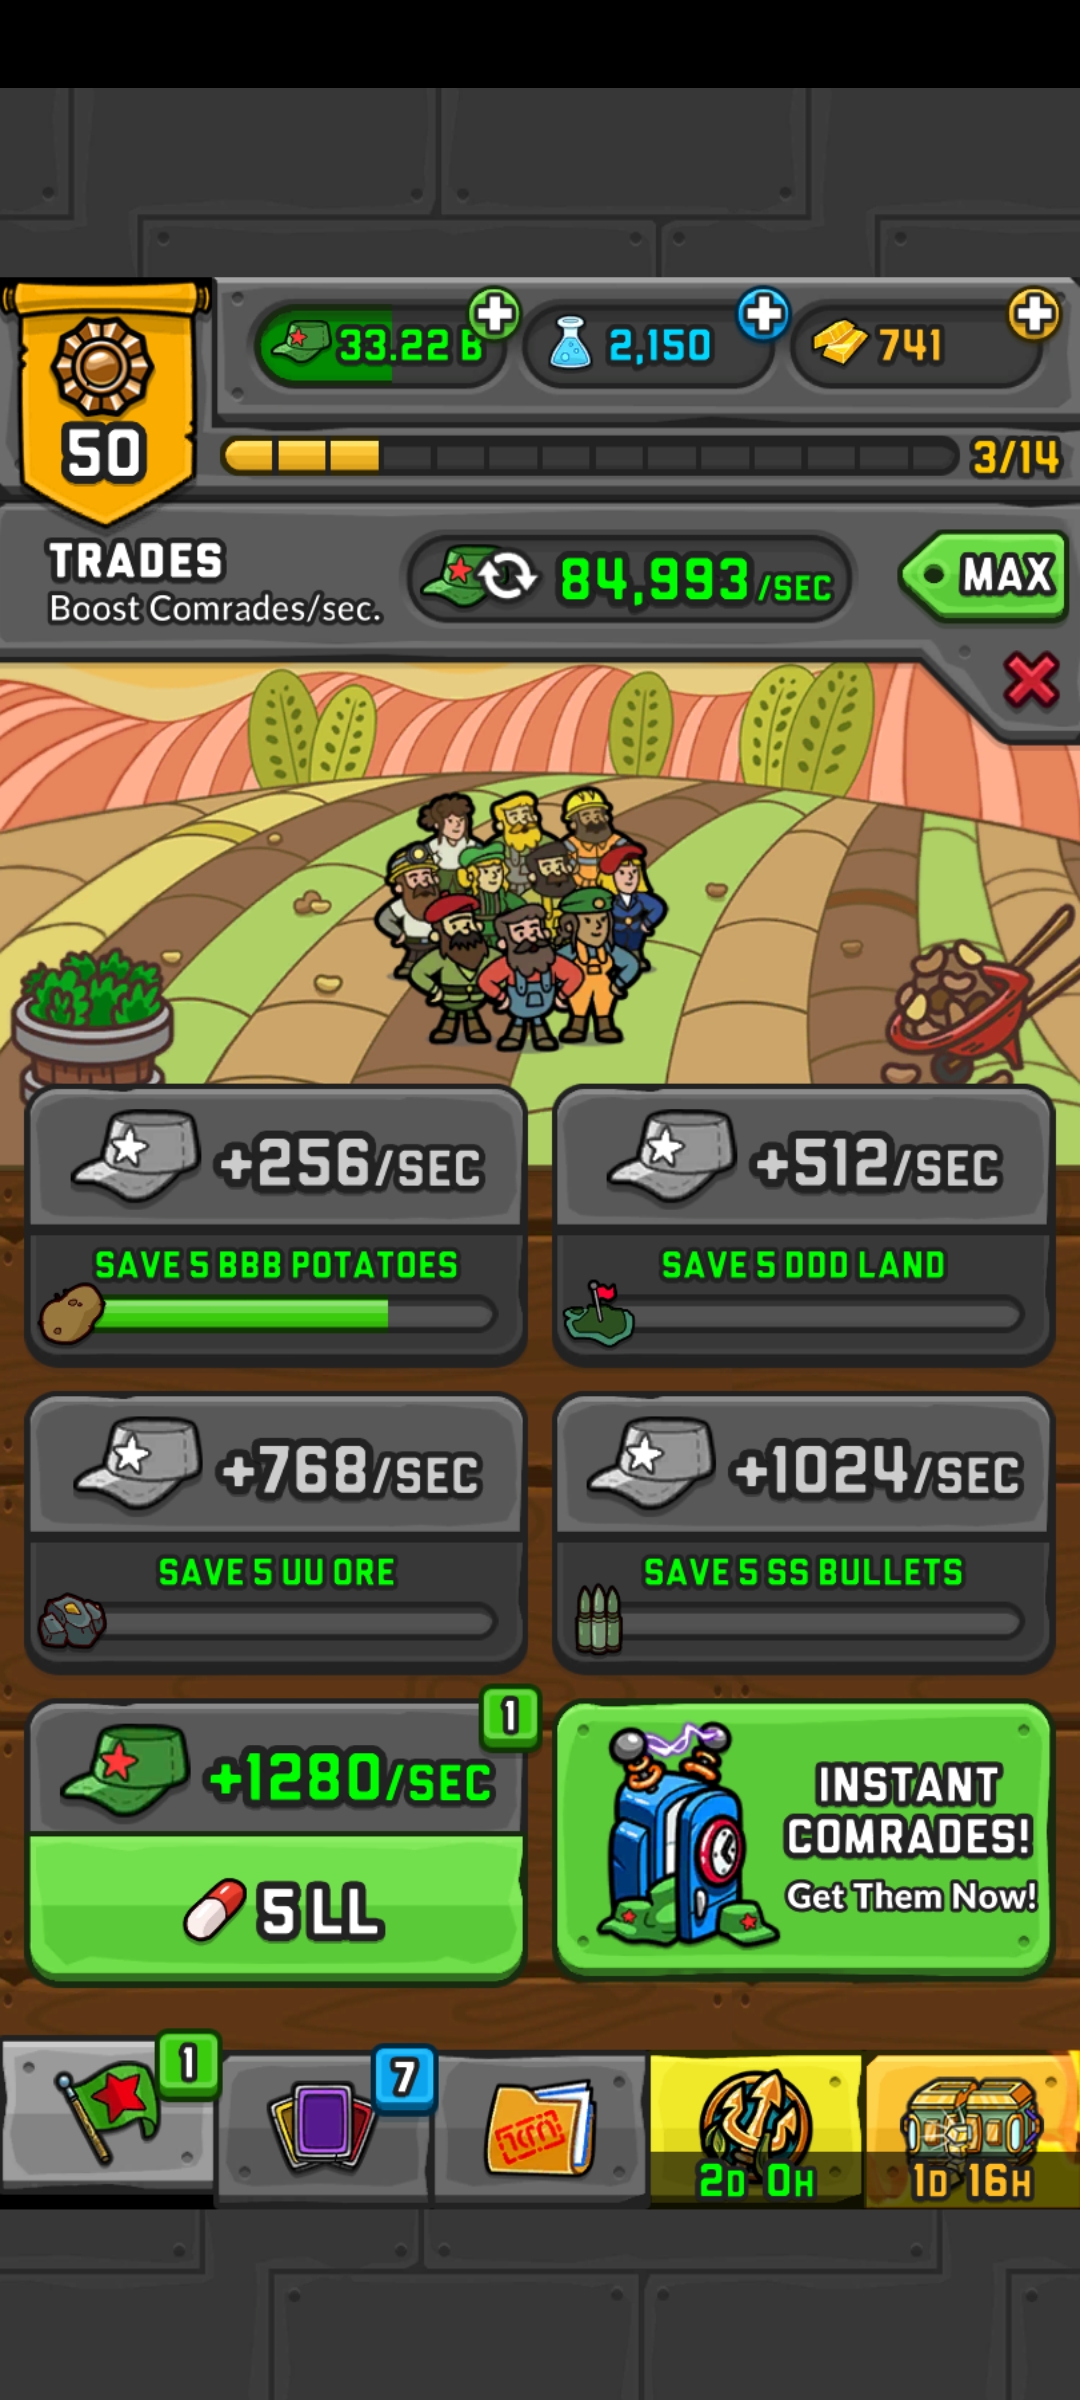 33.22 B
2,150
741
50
3/14
TRADES
Boost Comrades/sec.
84,993/SEC
MAX
+256/SEC
SAVE 5 BBB POTATOES
+512/SEC
SAVE 5 DDD LAND
+768/SEC
SAVE 5 UU ORE
+1024/SEC
SAVE 5 SS BULLETS
1
+1280/SEC
5 LL
INSTANT
COMRADES!
Get Them Now!
1
7
2D 0H
1D 16H